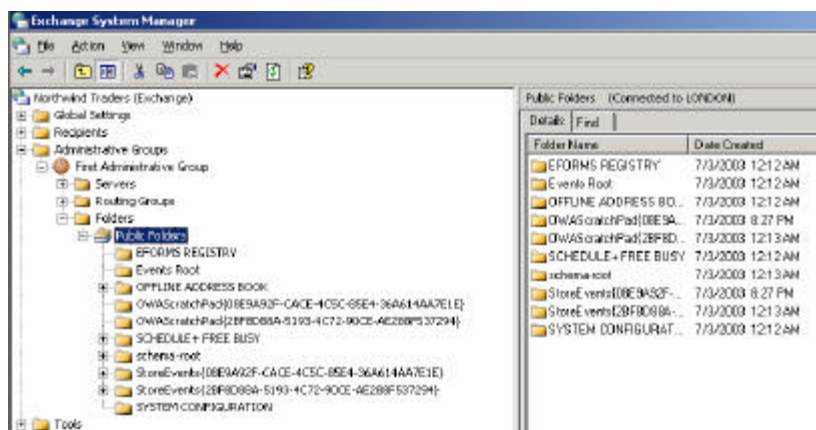 Exchange System Manager
File Action View Window Help
Northwind Traders (Exchange)
Global Settings
Recipients
Administrative Groups
First Administrative Group
Servers
Routing Groups
Folders
Public Folders
EFORMS REGISTRY
Events Root
OFFLINE ADDRESS BOOK
OWAScratchPad{08E9A92F-CACE-4C5C-85E4-36A614AA7E1E}
OWAScratchPad{2BF8D88A-5193-4C72-90CE-AE288F537294}
SCHEDULE+ FREE BUSY
schema-root
StoreEvents{08E9A92F-CACE-4C5C-85E4-36A614AA7E1E}
StoreEvents{2BF8D88A-5193-4C72-90CE-AE288F537294}
SYSTEM CONFIGURATION
Tools
Public Folders (Connected to LONDON)
Details Find
Folder Name Date Created
EFORMS REGISTRY 7/3/2003 12:12 AM
Events Root 7/3/2003 12:12 AM
OFFLINE ADDRESS BO... 7/3/2003 12:12 AM
OWAScratchPad{08E9A... 7/3/2003 8:27 PM
OWAScratchPad{2BF8D... 7/3/2003 12:13 AM
SCHEDULE+ FREE BUSY 7/3/2003 12:12 AM
schema-root 7/3/2003 12:13 AM
StoreEvents{08E9A92F-... 7/3/2003 8:27 PM
StoreEvents{2BF8D88A-... 7/3/2003 12:13 AM
SYSTEM CONFIGURAT... 7/3/2003 12:12 AM